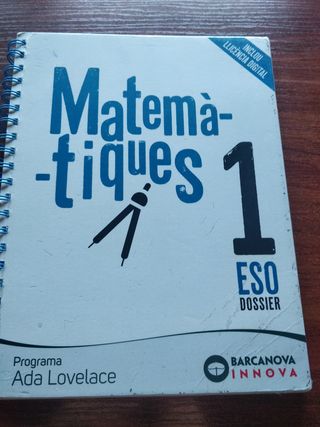 INCLOU
LLICÈNCIA DIGITAL
Matemà-
-tiques
1
ESO
DOSSIER
Programa
Ada Lovelace
BARCANOVA
INNOVA